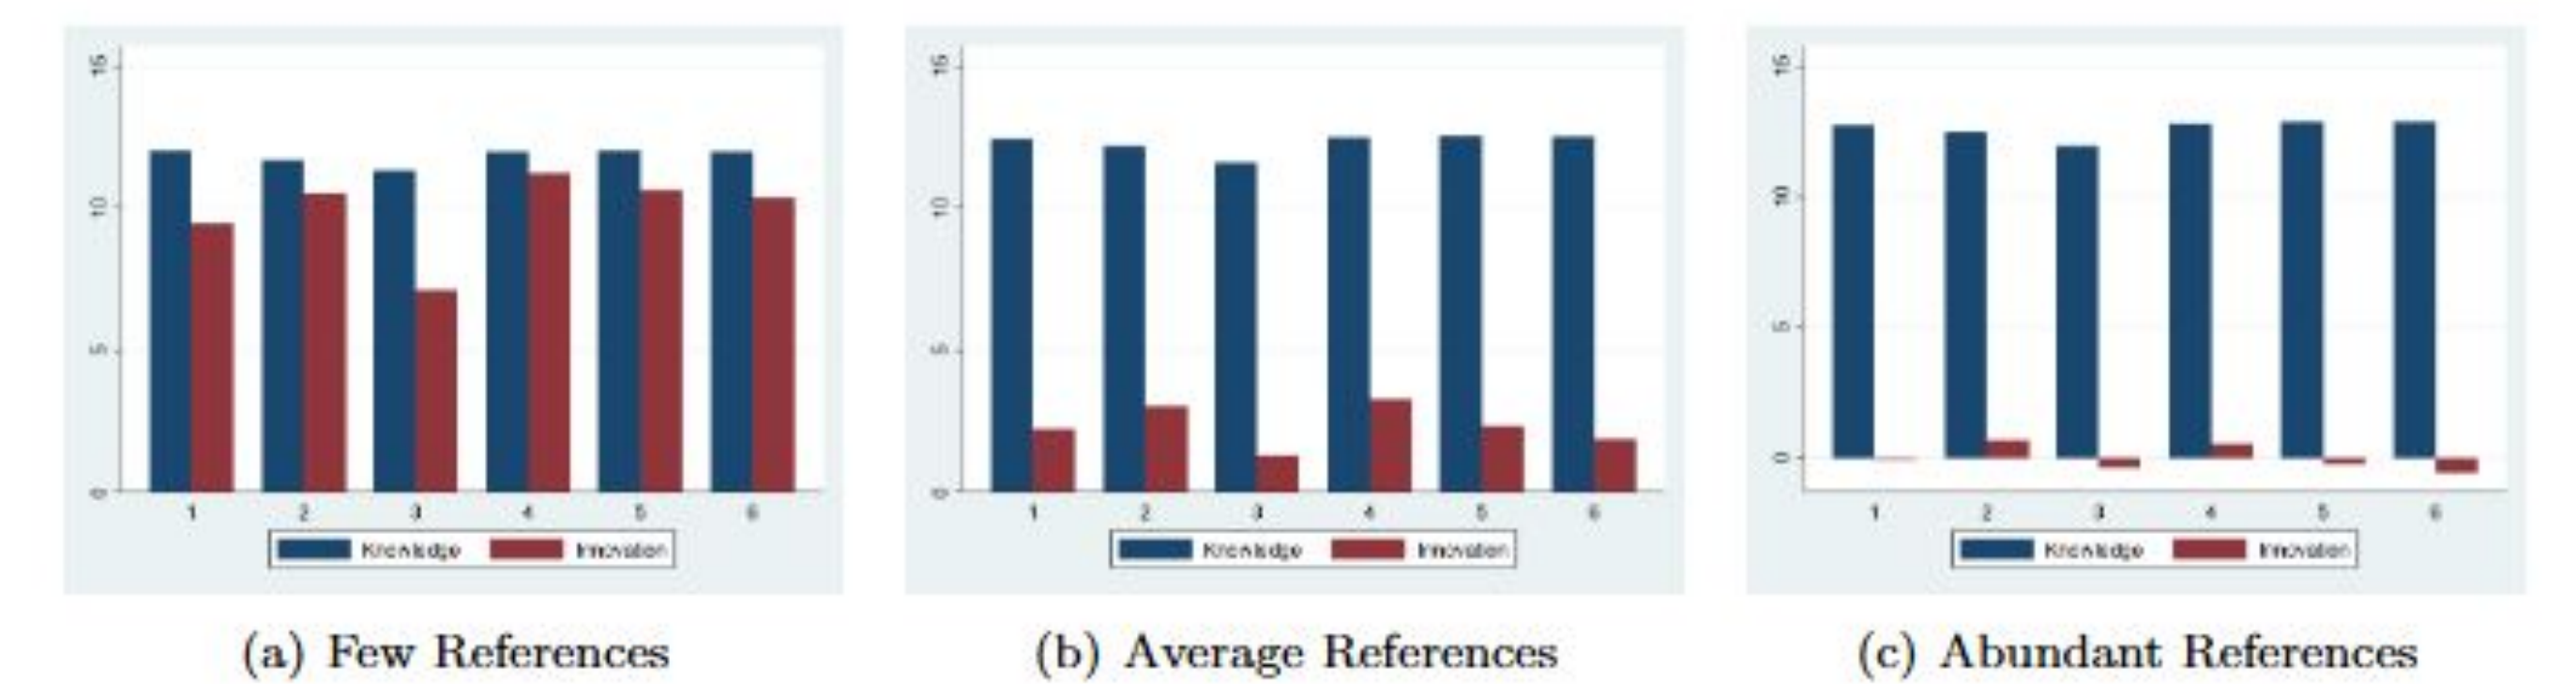 15 10 5 0
1 2 3 4 5 6
Knowledge Innovation
(a) Few References
15 10 5 0
1 2 3 4 5 6
Knowledge Innovation
(b) Average References
15 10 5 0
1 2 3 4 5 6
Knowledge Innovation
(c) Abundant References